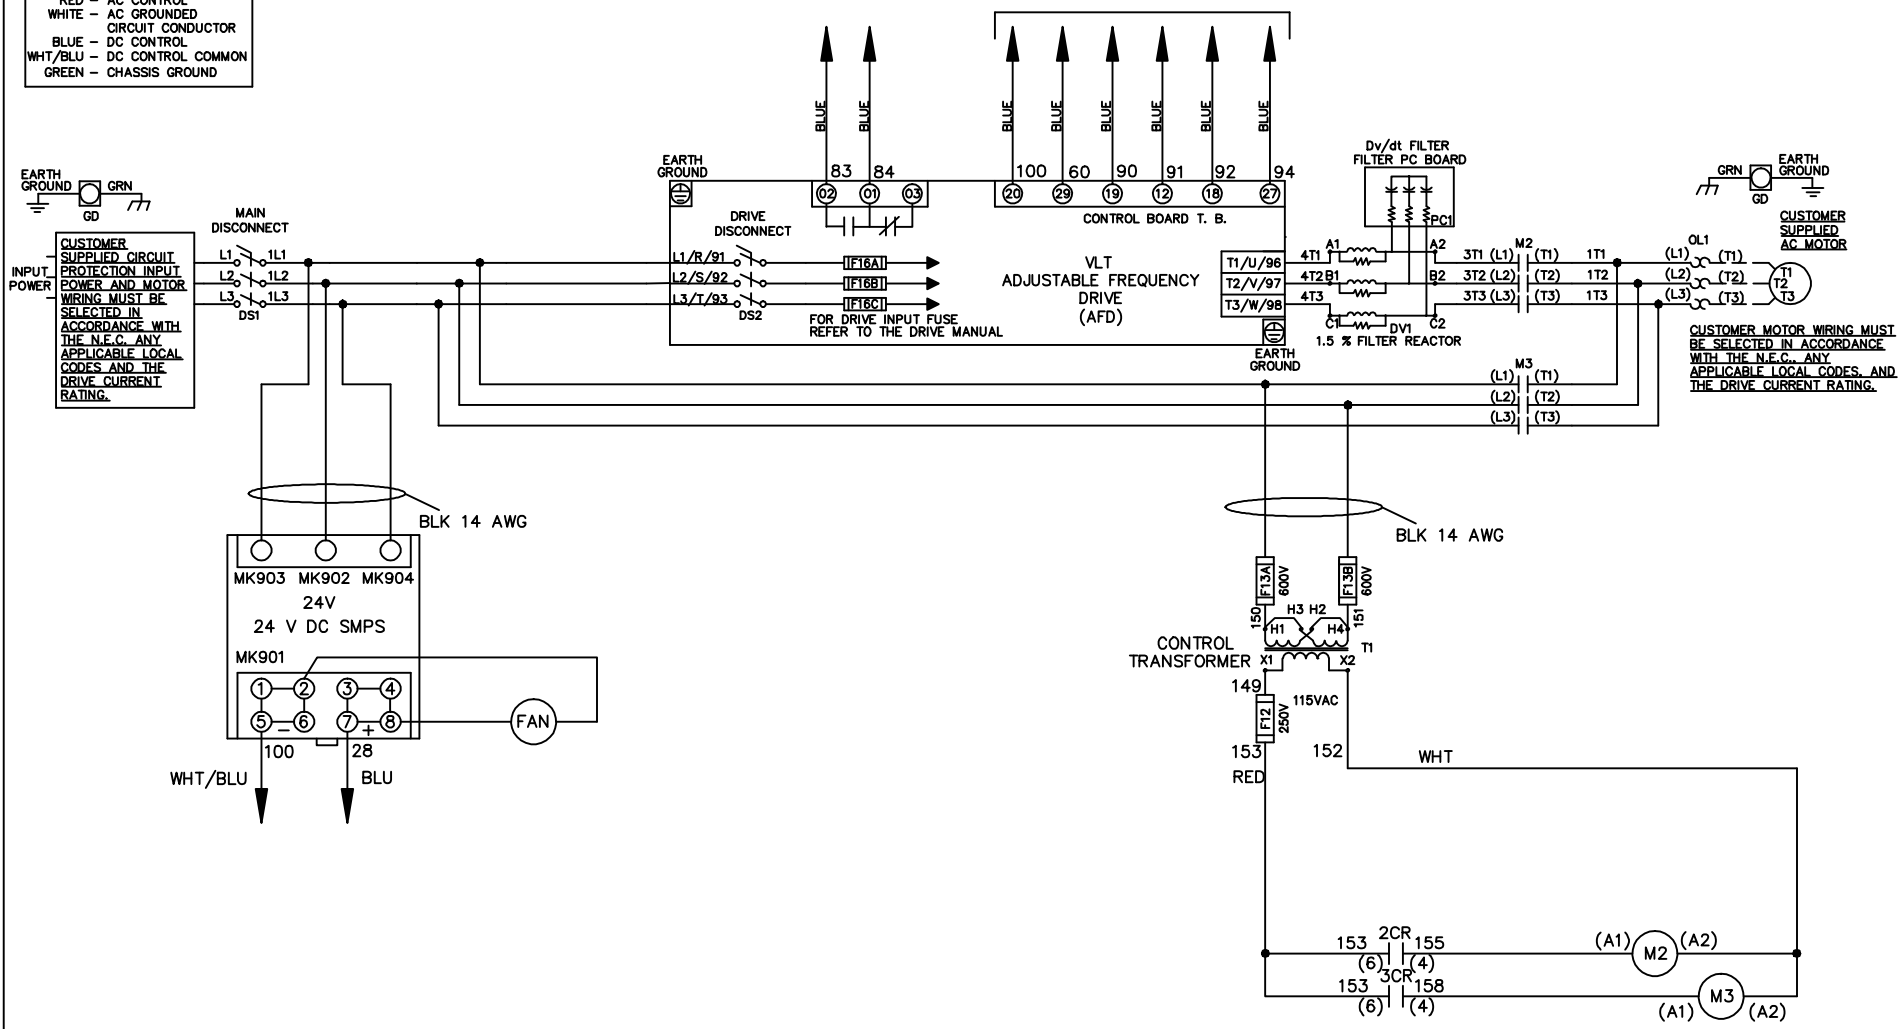 RED – AC CONTROL
WHITE – AC GROUNDED
CIRCUIT CONDUCTOR
BLUE – DC CONTROL
WHT/BLU – DC CONTROL COMMON
GREEN – CHASSIS GROUND
BLUE
BLUE
BLUE
BLUE
BLUE
BLUE
BLUE
BLUE
83
84
100
60
90
91
92
94
02
01
03
20
29
19
12
18
27
CONTROL BOARD T. B.
EARTH
GROUND
GRN
GD
INPUT
POWER
CUSTOMER
SUPPLIED CIRCUIT
PROTECTION INPUT
POWER AND MOTOR
WIRING MUST BE
SELECTED IN
ACCORDANCE WITH
THE N.E.C. ANY
APPLICABLE LOCAL
CODES AND THE
DRIVE CURRENT
RATING.
MAIN
DISCONNECT
L1
1L1
L2
1L2
L3
1L3
DS1
EARTH
GROUND
DRIVE
DISCONNECT
L1/R/91
L2/S/92
L3/T/93
DS2
F16A
F16B
F16C
FOR DRIVE INPUT FUSE
REFER TO THE DRIVE MANUAL
VLT
ADJUSTABLE FREQUENCY
DRIVE
(AFD)
T1/U/96
T2/V/97
T3/W/98
EARTH
GROUND
4T1
4T2
4T3
A1
A2
B1
B2
C1
C2
DV1
1.5 % FILTER REACTOR
Dv/dt FILTER
FILTER PC BOARD
PC1
M2
3T1 (L1) (T1) 1T1
3T2 (L2) (T2) 1T2
3T3 (L3) (T3) 1T3
OL1
(L1) (T1)
(L2) (T2)
(L3) (T3)
T1
T2
T3
GRN
EARTH
GROUND
GD
CUSTOMER
SUPPLIED
AC MOTOR
CUSTOMER MOTOR WIRING MUST
BE SELECTED IN ACCORDANCE
WITH THE N.E.C., ANY
APPLICABLE LOCAL CODES, AND
THE DRIVE CURRENT RATING.
M3
(L1) (T1)
(L2) (T2)
(L3) (T3)
BLK 14 AWG
MK903 MK902 MK904
24V
24 V DC SMPS
MK901
1
2
3
4
5
6
7
8
– +
FAN
100
28
WHT/BLU
BLU
BLK 14 AWG
F13A
600V
F13B
600V
150
151
H3 H2
H1
H4
T1
CONTROL
TRANSFORMER
X1
X2
149
115VAC
F12
250V
153
152
RED
WHT
2CR
153
155
(6)
(4)
(A1)
M2
(A2)
3CR
153
158
(6)
(4)
(A1)
M3
(A2)